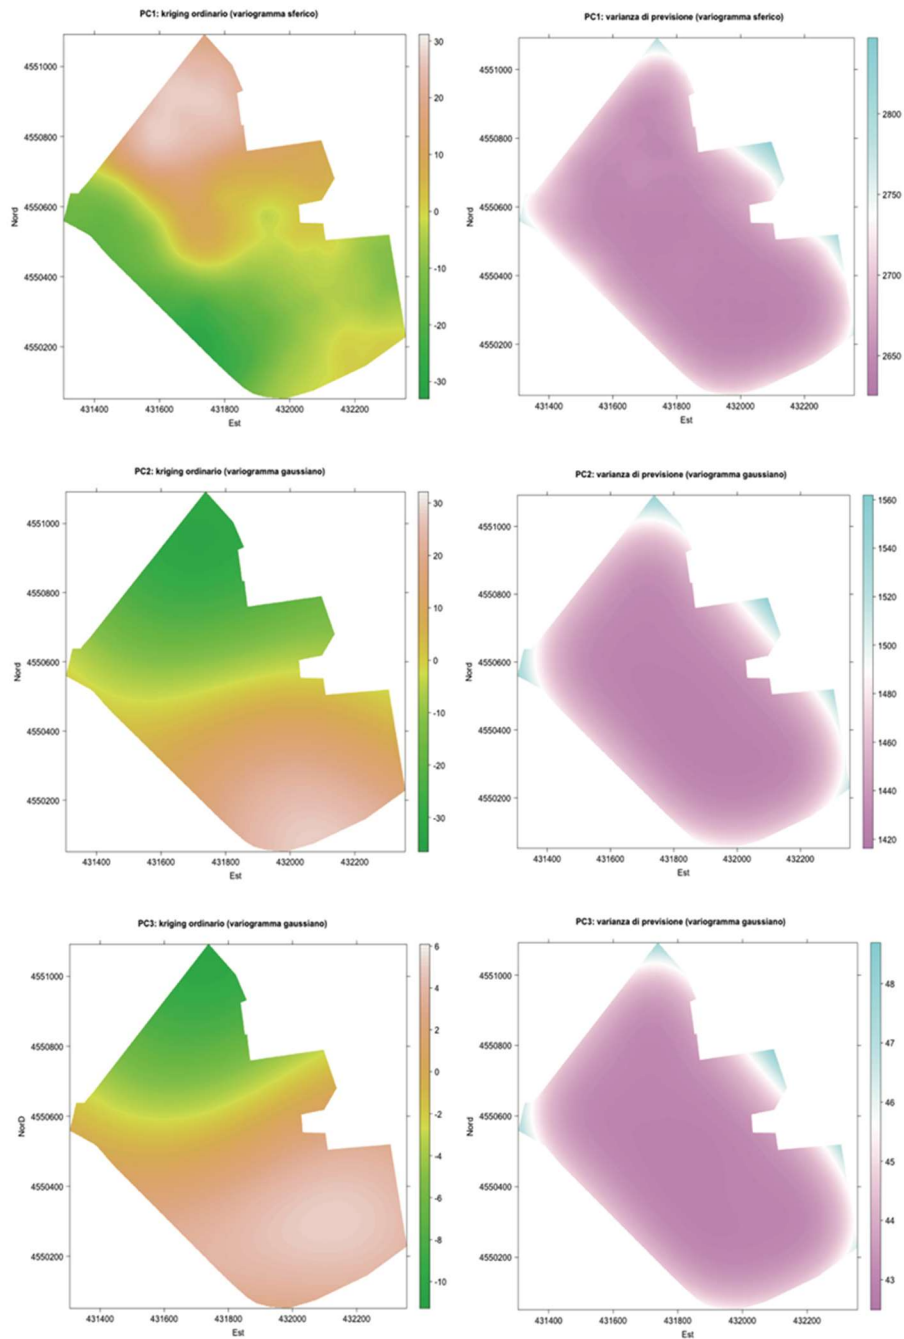 PC1: kriging ordinario (variogramma sferico)
4551000
4550800
4550600
4550400
4550200
Nord
431400 431600 431800 432000 432200
Est
30
20
10
0
-10
-20
-30
PC1: varianza di previsione (variogramma sferico)
4551000
4550800
4550600
4550400
4550200
Nord
431400 431600 431800 432000 432200
Est
2800
2750
2700
2650
PC2: kriging ordinario (variogramma gaussiano)
4551000
4550800
4550600
4550400
4550200
Nord
431400 431600 431800 432000 432200
Est
30
20
10
0
-10
-20
-30
PC2: varianza di previsione (variogramma gaussiano)
4551000
4550800
4550600
4550400
4550200
Nord
431400 431600 431800 432000 432200
Est
1560
1540
1520
1500
1480
1460
1440
1420
PC3: kriging ordinario (variogramma gaussiano)
4551000
4550800
4550600
4550400
4550200
NorD
431400 431600 431800 432000 432200
Est
6
4
2
0
-2
-4
-6
-8
-10
PC3: varianza di previsione (variogramma gaussiano)
4551000
4550800
4550600
4550400
4550200
Nord
431400 431600 431800 432000 432200
Est
48
47
46
45
44
43